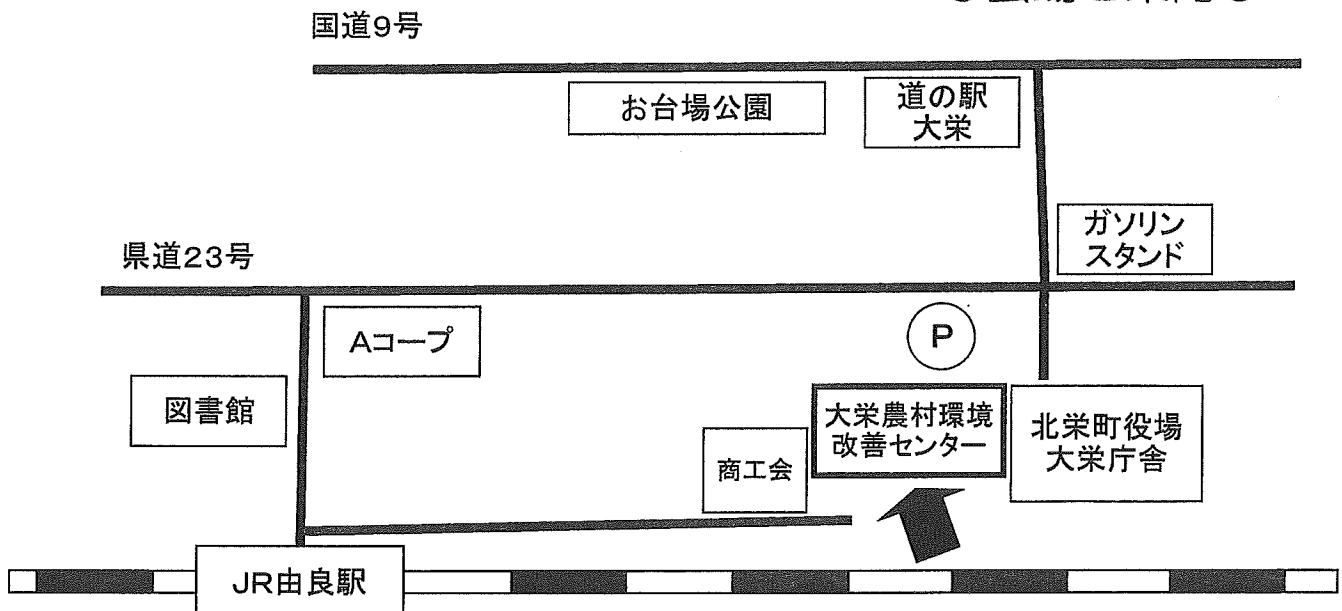 国道9号
お台場公園
道の駅
大栄
ガソリン
スタンド
県道23号
Aコープ
P
図書館
大栄農村環境
改善センター
北栄町役場
大栄庁舎
商工会
JR由良駅